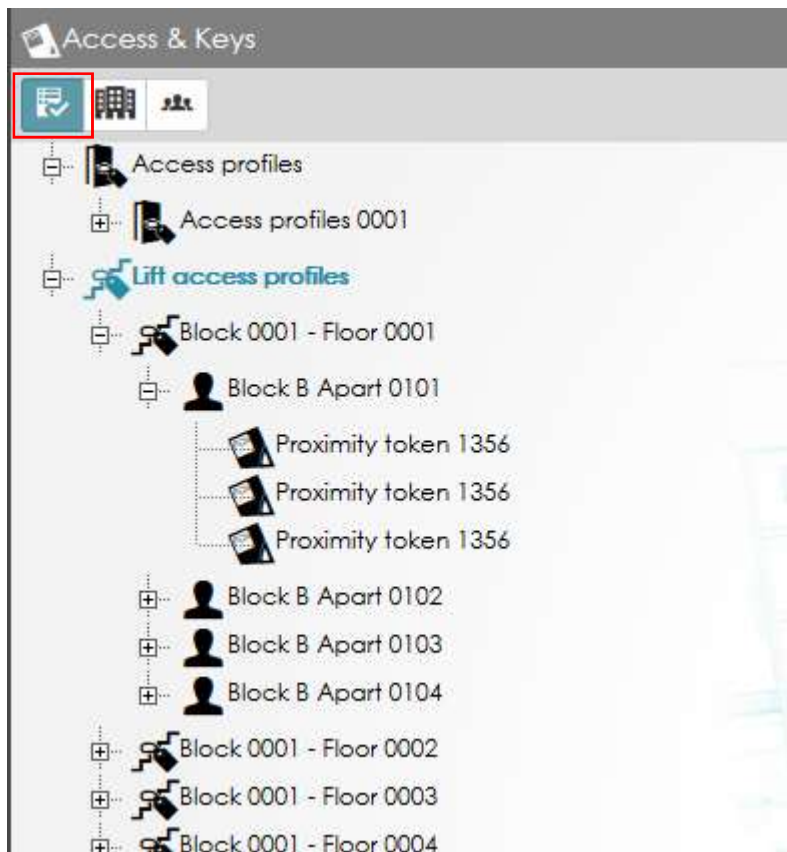 Access & Keys
Access profiles
Access profiles 0001
Lift access profiles
Block 0001 - Floor 0001
Block B Apart 0101
Proximity token 1356
Proximity token 1356
Proximity token 1356
Block B Apart 0102
Block B Apart 0103
Block B Apart 0104
Block 0001 - Floor 0002
Block 0001 - Floor 0003
Block 0001 - Floor 0004